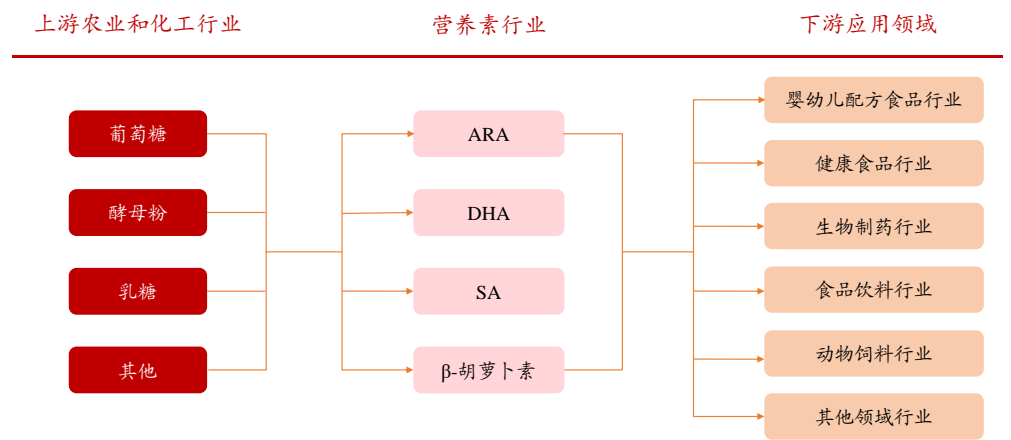 上游农业和化工行业
营养素行业
下游应用领域
葡萄糖
酵母粉
乳糖
其他
ARA
DHA
SA
β-胡萝卜素
婴幼儿配方食品行业
健康食品行业
生物制药行业
食品饮料行业
动物饲料行业
其他领域行业